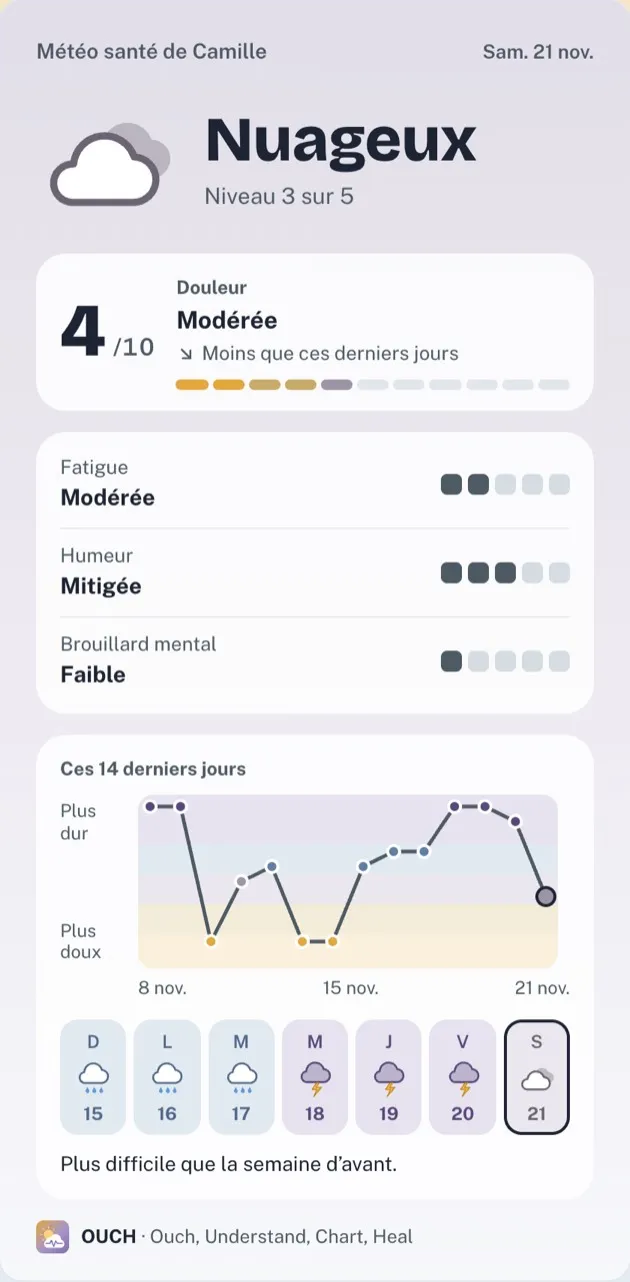 Météo santé de Camille
Sam. 21 nov.
Nuageux
Niveau 3 sur 5
4 /10
Douleur
Modérée
↘ Moins que ces derniers jours
Fatigue
Modérée
Humeur
Mitigée
Brouillard mental
Faible
Ces 14 derniers jours
Plus
dur
Plus
doux
8 nov.
15 nov.
21 nov.
D
L
M
M
J
V
S
15
16
17
18
19
20
21
Plus difficile que la semaine d’avant.
OUCH · Ouch, Understand, Chart, Heal